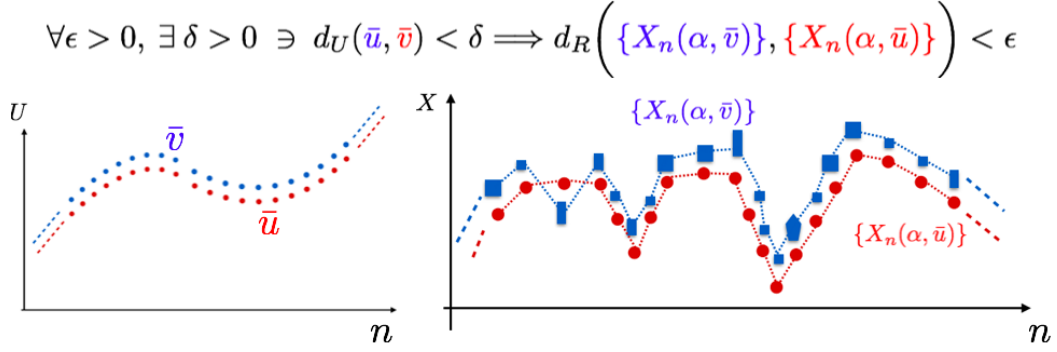 ∀ϵ > 0, ∃ δ > 0 ∋ d_U(ū, v̄) < δ ⟹ d_R({X_n(α, v̄)}, {X_n(α, ū)}) < ϵ
U
v̄
ū
n
X
{X_n(α, v̄)}
{X_n(α, ū)}
n